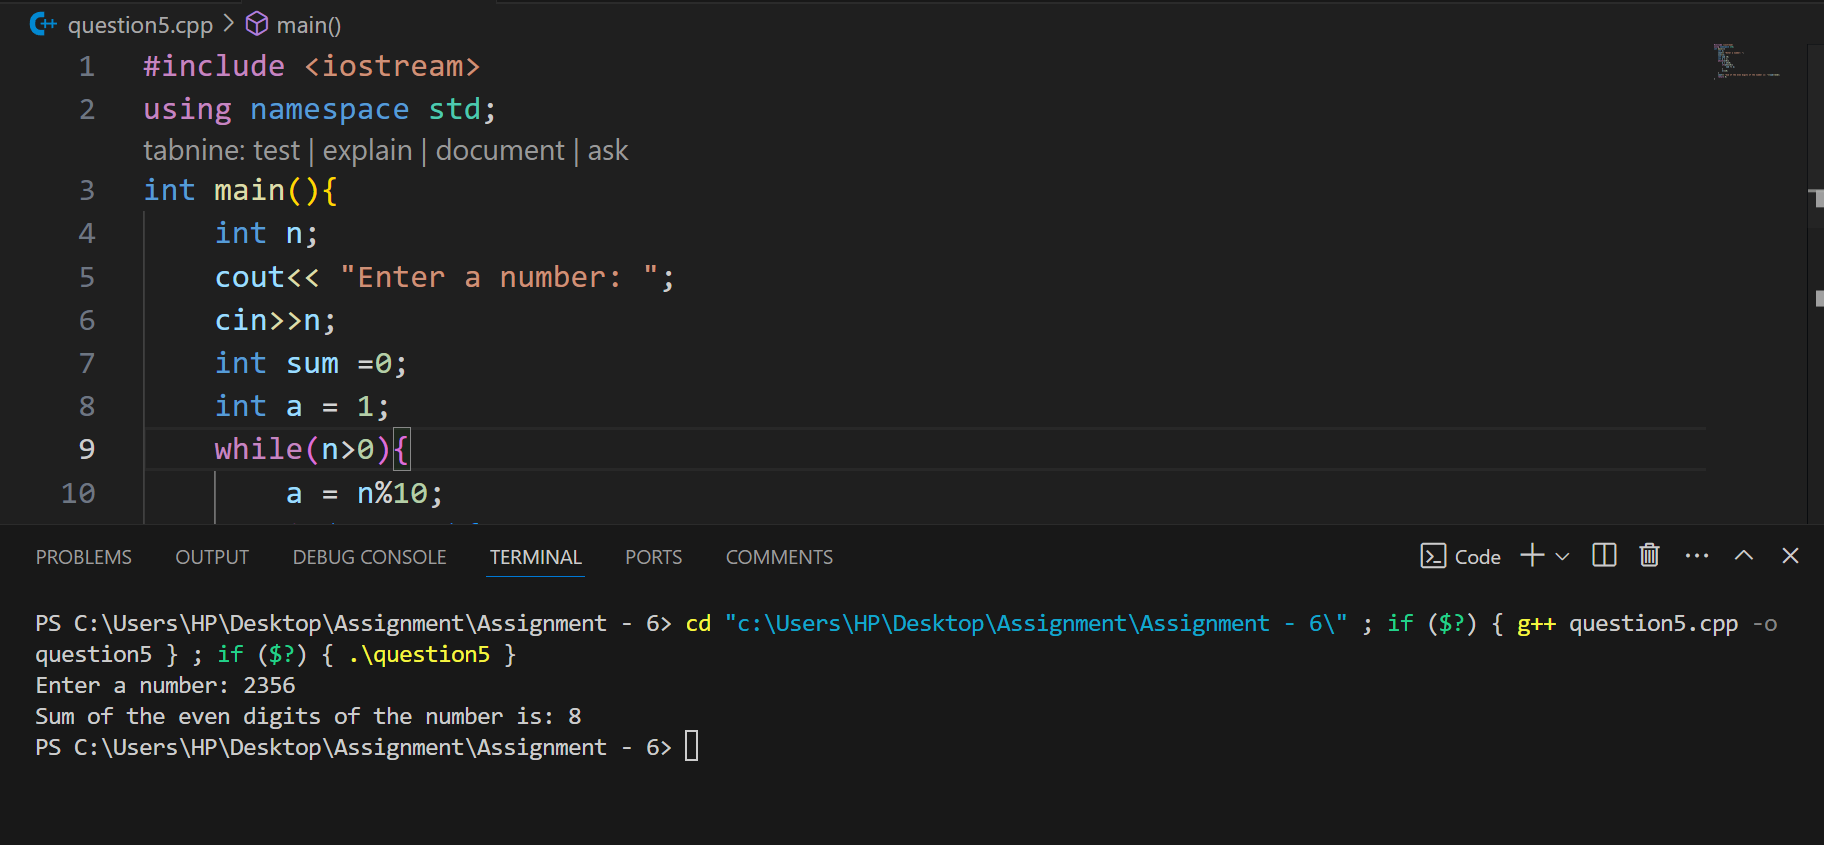 question5.cpp > main()
1 #include <iostream>
2 using namespace std;
tabnine: test | explain | document | ask
3 int main(){
4 int n;
5 cout<< "Enter a number: ";
6 cin>>n;
7 int sum =0;
8 int a = 1;
9 while(n>0){
10 a = n%10;
PROBLEMS OUTPUT DEBUG CONSOLE TERMINAL PORTS COMMENTS Code
PS C:\Users\HP\Desktop\Assignment\Assignment - 6> cd "c:\Users\HP\Desktop\Assignment\Assignment - 6\" ; if ($?) { g++ question5.cpp -o
question5 } ; if ($?) { .\question5 }
Enter a number: 2356
Sum of the even digits of the number is: 8
PS C:\Users\HP\Desktop\Assignment\Assignment - 6>